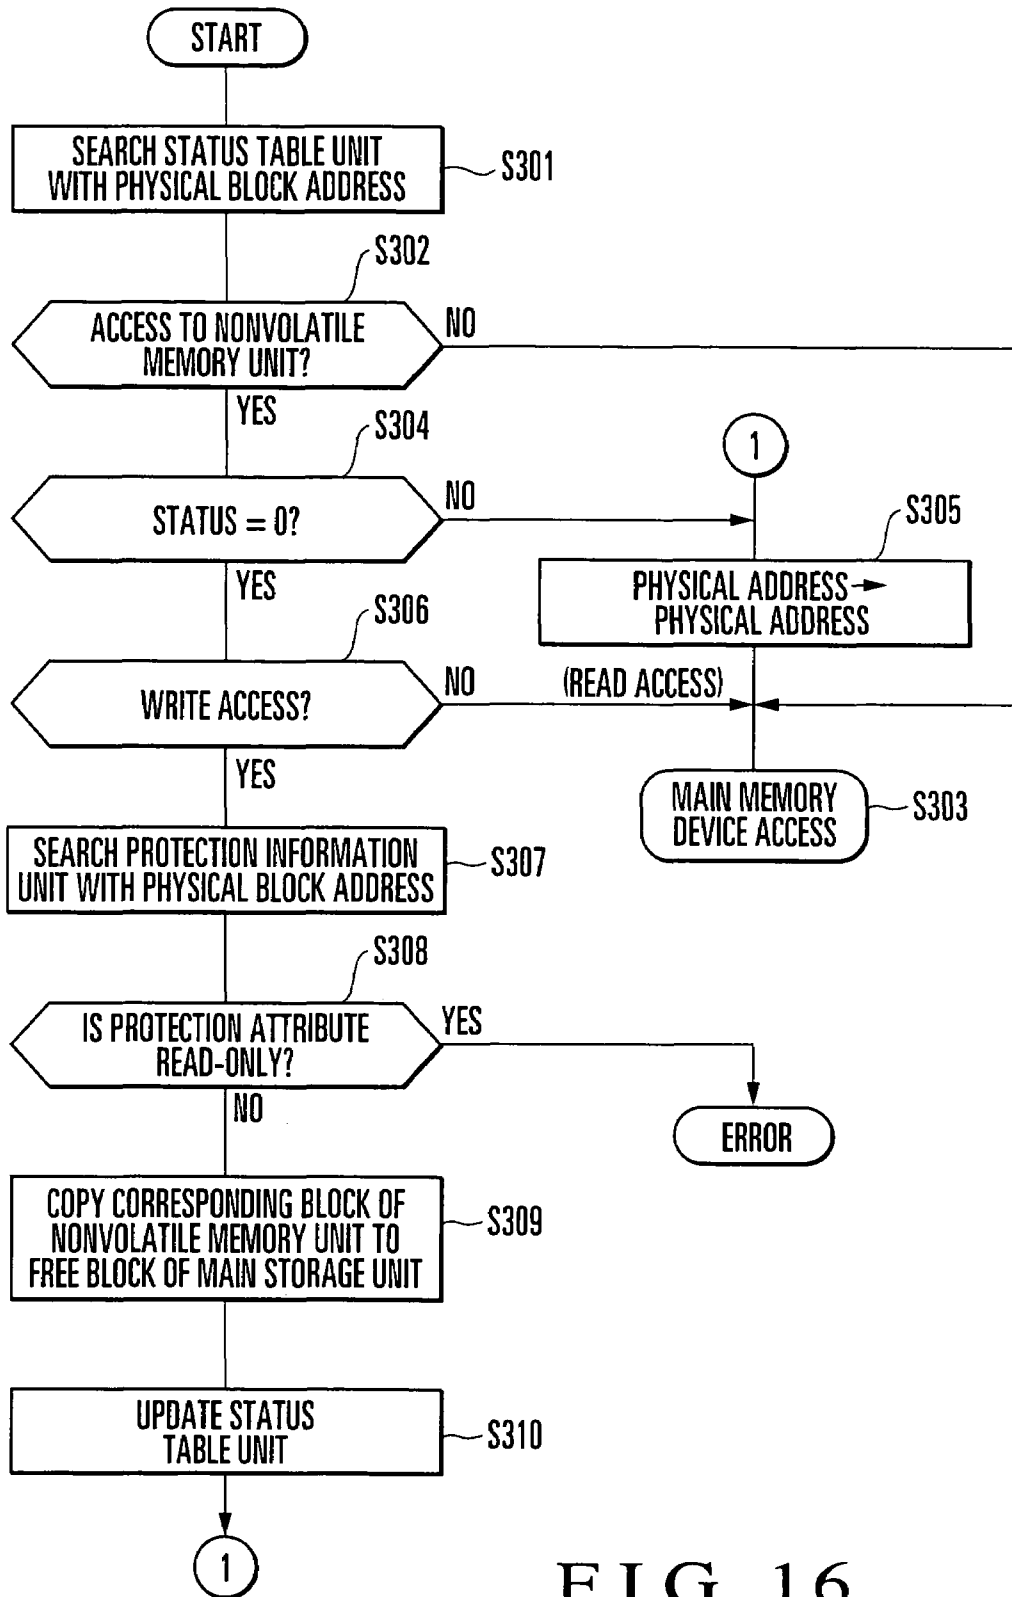 START
SEARCH STATUS TABLE UNIT
WITH PHYSICAL BLOCK ADDRESS
S301
S302
ACCESS TO NONVOLATILE
MEMORY UNIT?
NO
YES
S304
1
STATUS = 0?
NO
S305
YES
PHYSICAL ADDRESS →
PHYSICAL ADDRESS
S306
WRITE ACCESS?
NO
(READ ACCESS)
YES
MAIN MEMORY
DEVICE ACCESS
S303
SEARCH PROTECTION INFORMATION
UNIT WITH PHYSICAL BLOCK ADDRESS
S307
S308
IS PROTECTION ATTRIBUTE
READ-ONLY?
YES
NO
ERROR
COPY CORRESPONDING BLOCK OF
NONVOLATILE MEMORY UNIT TO
FREE BLOCK OF MAIN STORAGE UNIT
S309
UPDATE STATUS
TABLE UNIT
S310
1
FIG. 16